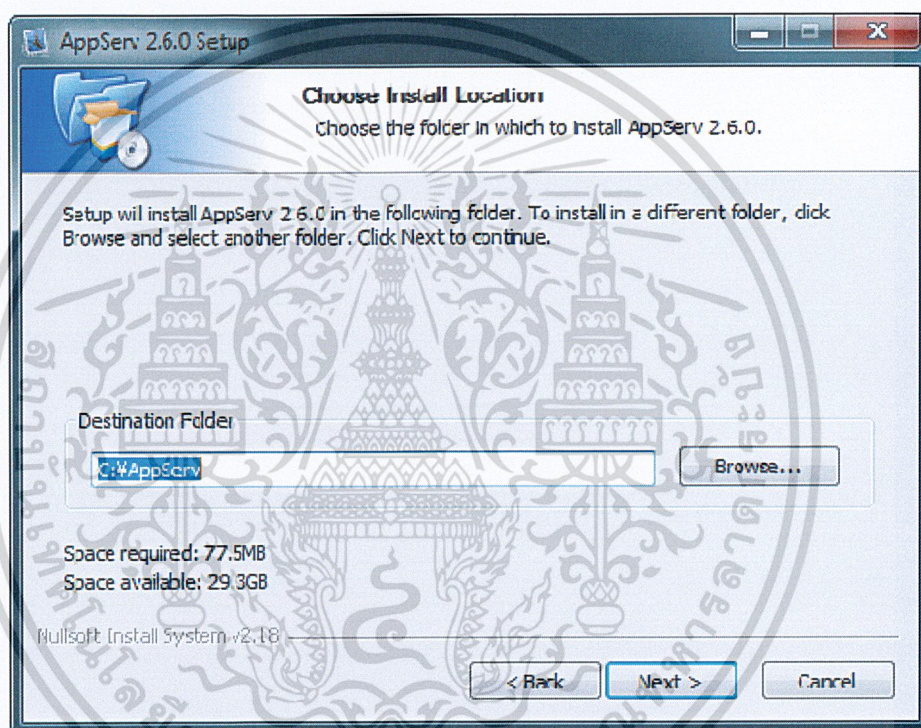 AppServ 2.6.0 Setup
Choose Install Location
Choose the folder in which to install AppServ 2.6.0.
Setup will install AppServ 2.6.0 in the following folder. To install in a different folder, click
Browse and select another folder. Click Next to continue.
Destination Folder
C:¥AppServ
Browse...
Space required: 77.5MB
Space available: 29.3GB
Nullsoft Install System v2.18
< Back
Next >
Cancel